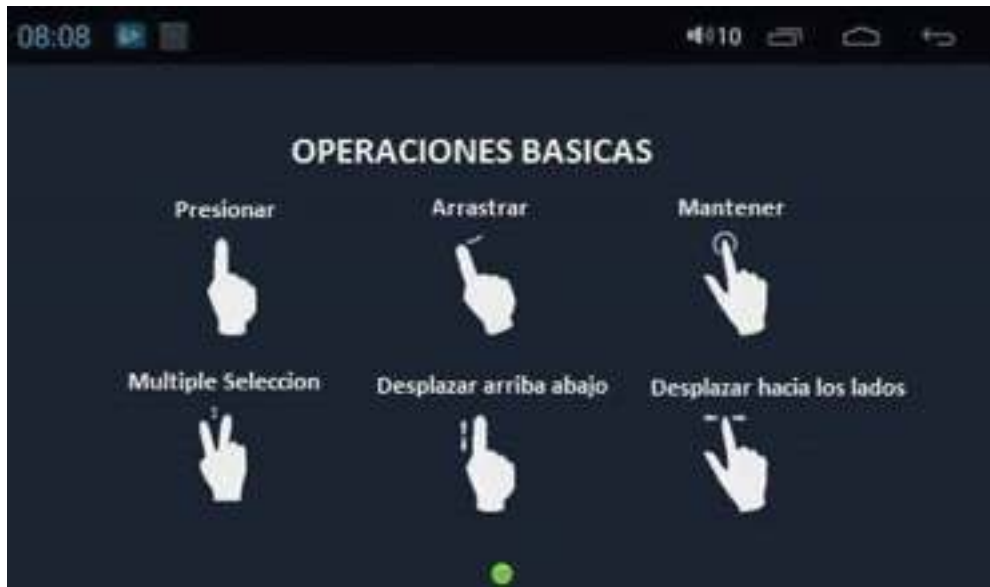 08:08
10
OPERACIONES BASICAS
Presionar
Arrastrar
Mantener
Multiple Seleccion
Desplazar arriba abajo
Desplazar hacia los lados